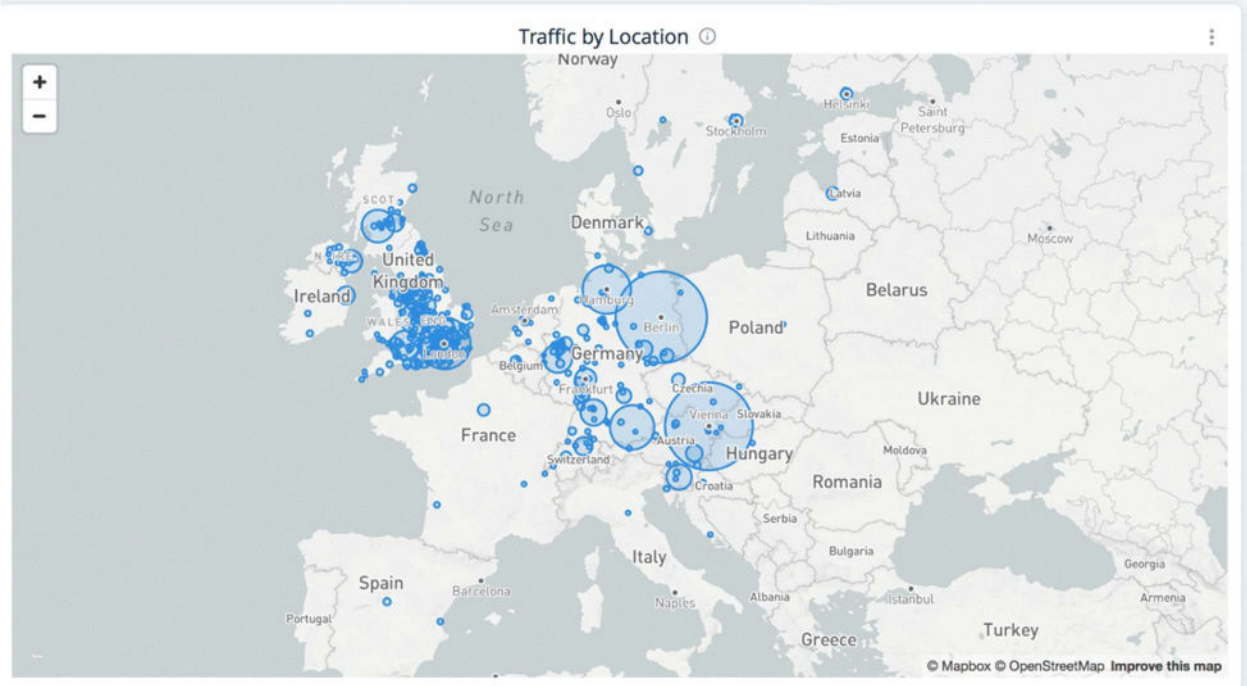 Traffic by Location
+
−
Norway
Oslo
Stockholm
Helsinki
Saint
Petersburg
Estonia
Latvia
Lithuania
Moscow
North
Sea
SCOT
Denmark
United
Kingdom
Ireland
WALES
London
Amsterdam
Hamburg
Berlin
Poland
Belarus
Belgium
Germany
Frankfurt
Czechia
Ukraine
France
Vienna
Slovakia
Austria
Switzerland
Hungary
Moldova
Croatia
Romania
Serbia
Italy
Bulgaria
Georgia
Spain
Barcelona
Portugal
Naples
Albania
Istanbul
Armenia
Greece
Turkey
© Mapbox © OpenStreetMap Improve this map